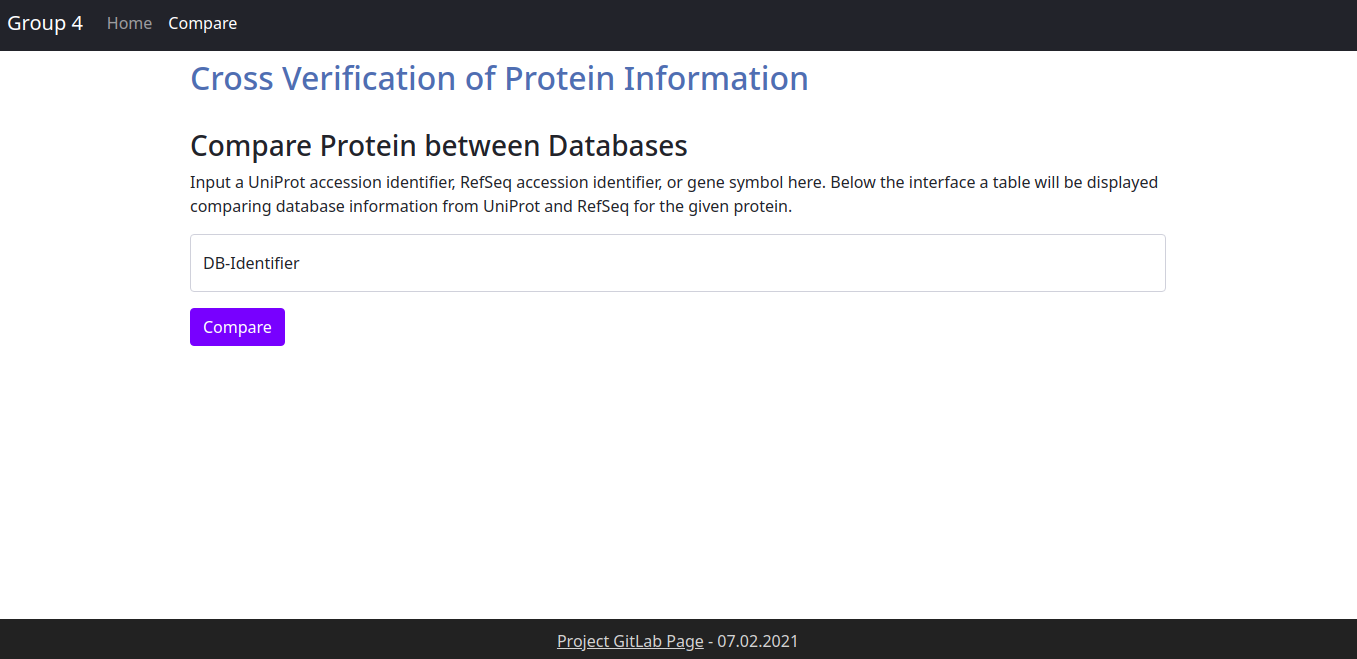 Group 4 Home Compare
Cross Verification of Protein Information
Compare Protein between Databases
Input a UniProt accession identifier, RefSeq accession identifier, or gene symbol here. Below the interface a table will be displayed
comparing database information from UniProt and RefSeq for the given protein.
DB-Identifier
Compare
Project GitLab Page - 07.02.2021